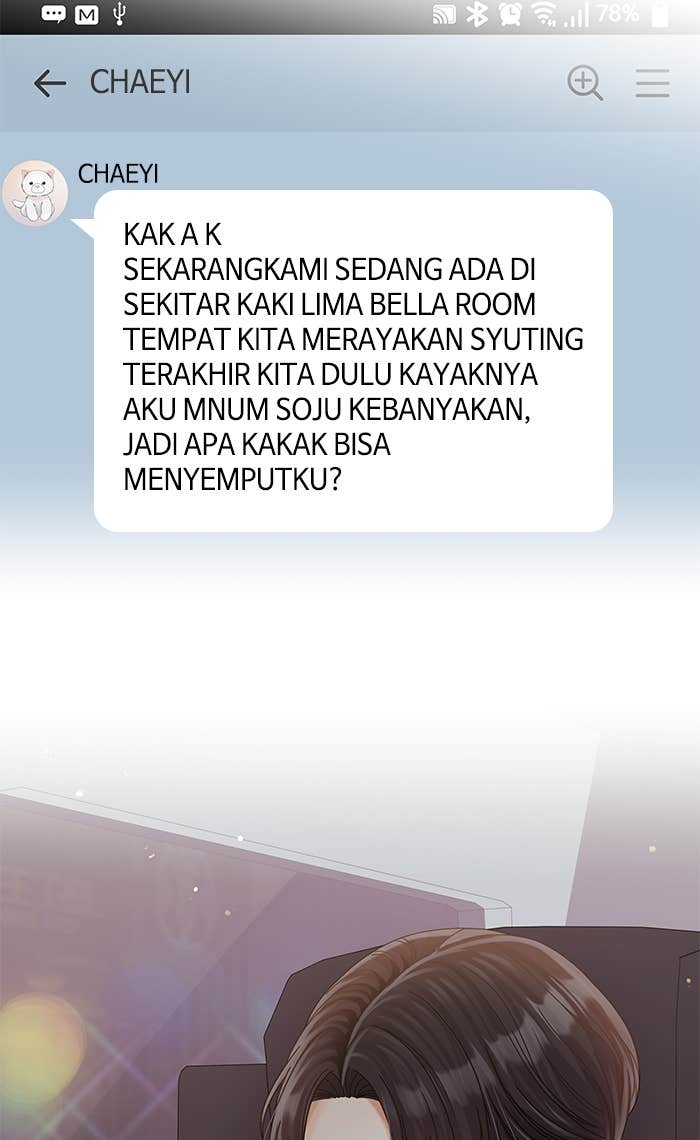 78%
CHAEYI
CHAEYI
KAK A K
SEKARANGKAMI SEDANG ADA DI
SEKITAR KAKI LIMA BELLA ROOM
TEMPAT KITA MERAYAKAN SYUTING
TERAKHIR KITA DULU KAYAKNYA
AKU MNUM SOJU KEBANYAKAN,
JADI APA KAKAK BISA
MENYEMPUTKU?